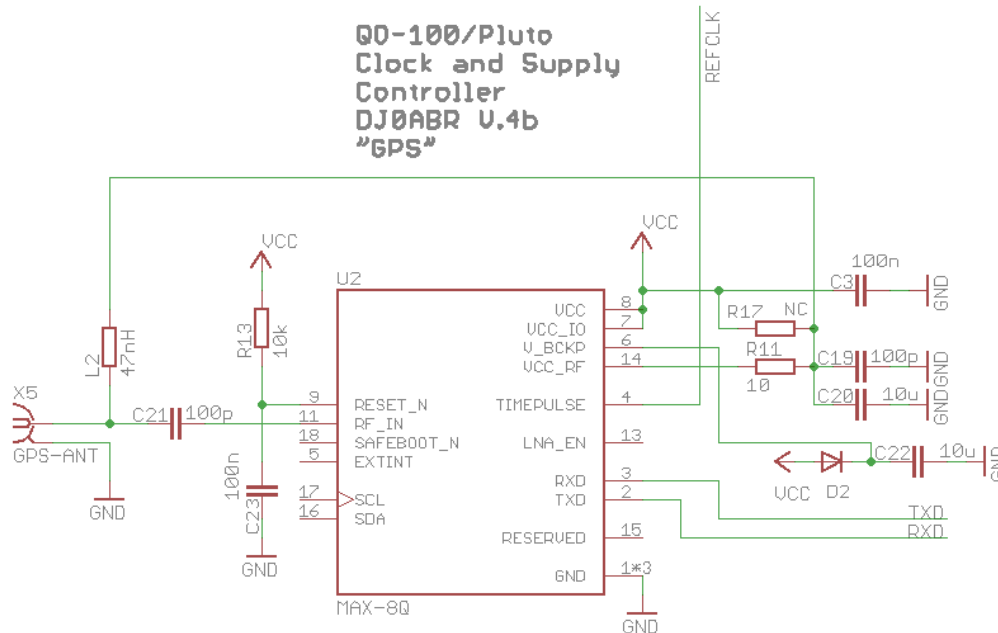 QO-100/Pluto
Clock and Supply
Controller
DJ0ABR V.4b
"GPS"
REFCLK
VCC
VCC
U2
100n
C3
GND
R13
10k
L2
47nH
VCC
8
VCC_IO
7
V_BCKP
6
VCC_RF
14
R17
NC
R11
10
C19
100p
GND
C20
10u
GND
X5
GPS-ANT
C21
100p
9
RESET_N
11
RF_IN
18
SAFEBOOT_N
5
EXTINT
17
SCL
16
SDA
TIMEPULSE
4
LNA_EN
13
RXD
3
TXD
2
RESERVED
15
GND
1*3
VCC
D2
C22
10u
GND
TXD
RXD
GND
100n
C23
GND
MAX-8Q
GND